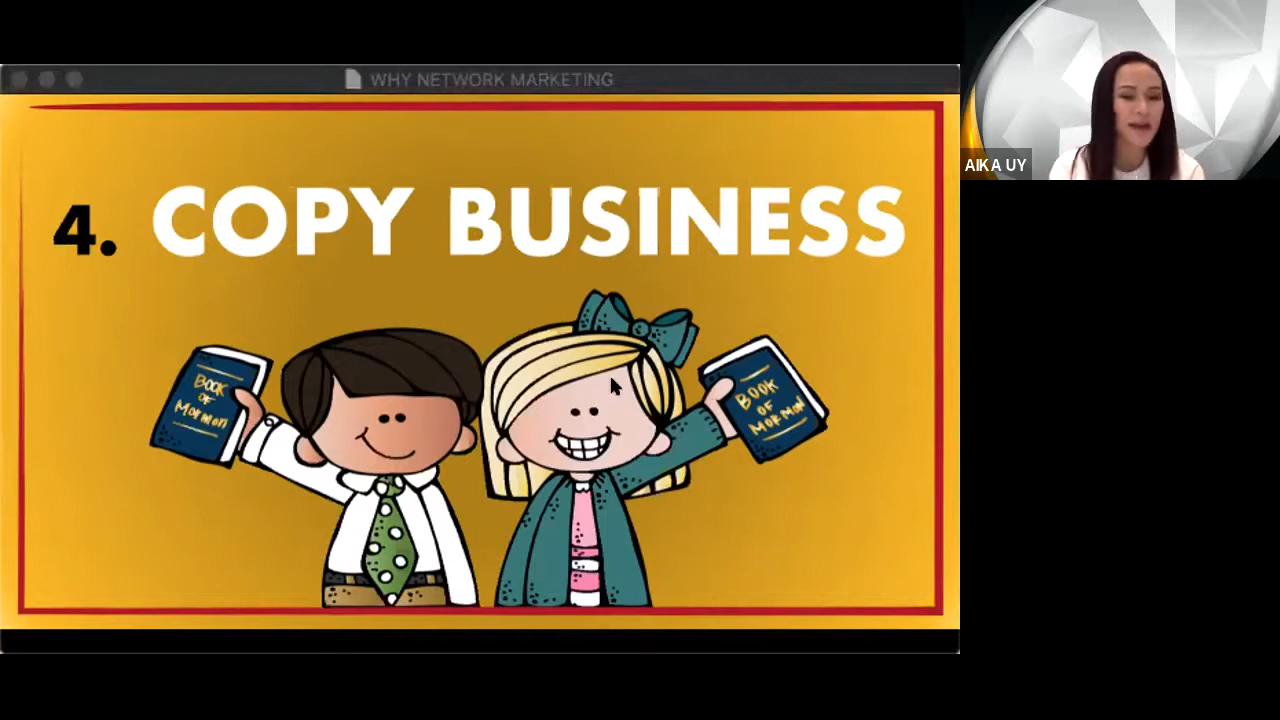 WHY NETWORK MARKETING
AIKA UY
4. COPY BUSINESS
BOOK
OF
MORMON
BOOK
OF
MORMON